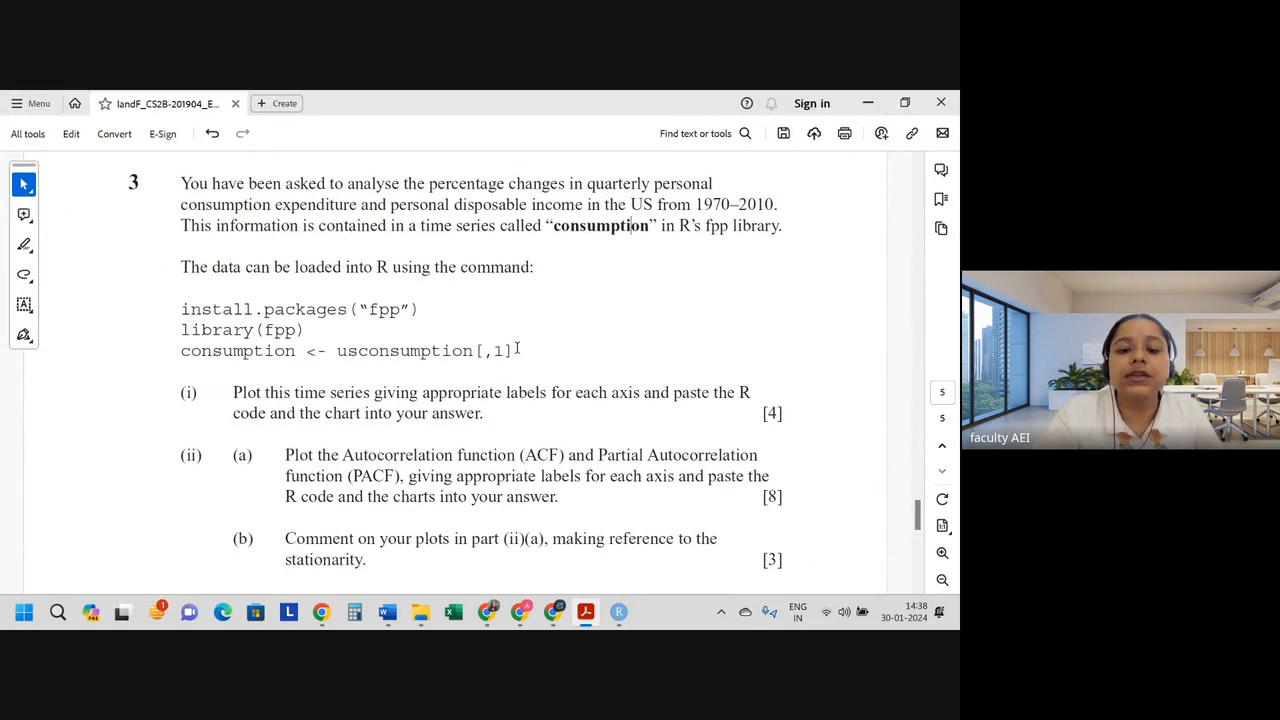 Menu
IandF_CS2B-201904_E...
Create
Sign in
All tools
Edit
Convert
E-Sign
Find text or tools
3
You have been asked to analyse the percentage changes in quarterly personal
consumption expenditure and personal disposable income in the US from 1970–2010.
This information is contained in a time series called “consumption” in R’s fpp library.
The data can be loaded into R using the command:
install.packages(“fpp”)
library(fpp)
consumption <- usconsumption[,1]
(i) Plot this time series giving appropriate labels for each axis and paste the R
code and the chart into your answer. [4]
(ii) (a) Plot the Autocorrelation function (ACF) and Partial Autocorrelation
function (PACF), giving appropriate labels for each axis and paste the
R code and the charts into your answer. [8]
(b) Comment on your plots in part (ii)(a), making reference to the
stationarity. [3]
5
5
faculty AEI
1
ENG
IN
14:38
30-01-2024